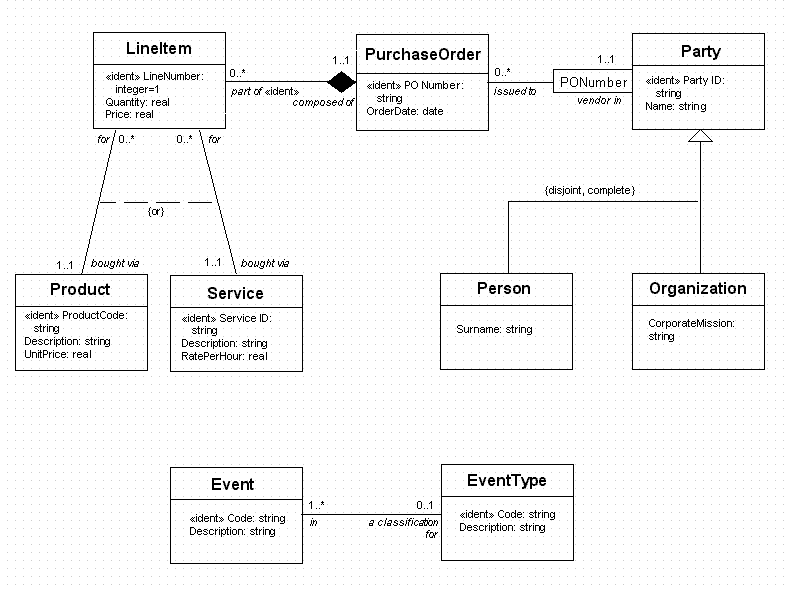 LineItem
«ident» LineNumber:
integer=1
Quantity: real
Price: real
0..*
part of «ident»
1..1
composed of
PurchaseOrder
«ident» PO Number:
string
OrderDate: date
0..*
issued to
PONumber
1..1
vendor in
Party
«ident» Party ID:
string
Name: string
for 0..*
0..* for
{or}
1..1 bought via
1..1 bought via
{disjoint, complete}
Product
«ident» ProductCode:
string
Description: string
UnitPrice: real
Service
«ident» Service ID:
string
Description: string
RatePerHour: real
Person
Surname: string
Organization
CorporateMission:
string
Event
«ident» Code: string
Description: string
1..*
in
0..1
a classification
for
EventType
«ident» Code: string
Description: string